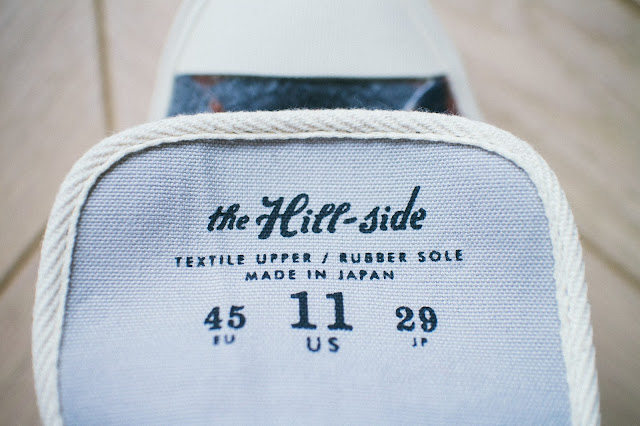 the Hill-side
TEXTILE UPPER / RUBBER SOLE
MADE IN JAPAN
45 11 29
EU US JP